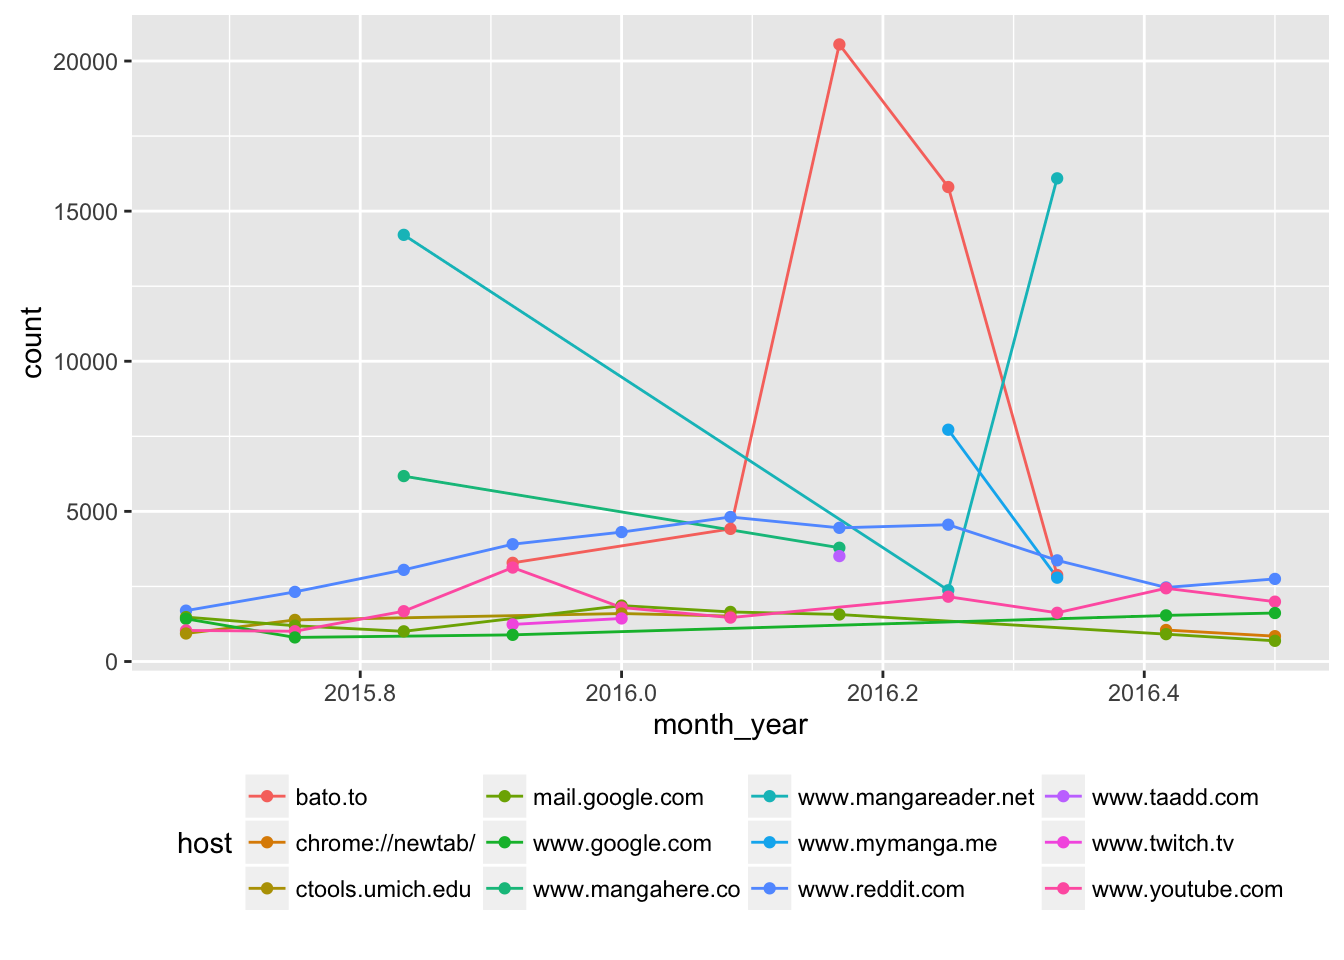 20000
15000
10000
5000
0
count
2015.8 2016.0 2016.2 2016.4
month_year
host
bato.to mail.google.com www.mangareader.net www.taadd.com
chrome://newtab/ www.google.com www.mymanga.me www.twitch.tv
ctools.umich.edu www.mangahere.co www.reddit.com www.youtube.com